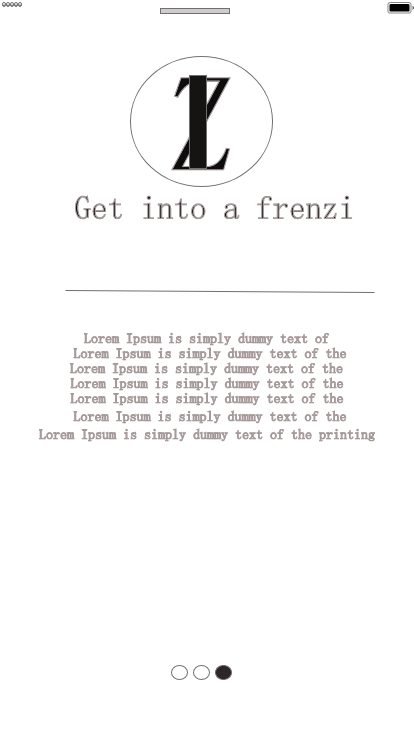 Z
Get into a frenzi
Lorem Ipsum is simply dummy text of
Lorem Ipsum is simply dummy text of the
Lorem Ipsum is simply dummy text of the
Lorem Ipsum is simply dummy text of the
Lorem Ipsum is simply dummy text of the
Lorem Ipsum is simply dummy text of the
Lorem Ipsum is simply dummy text of the printing